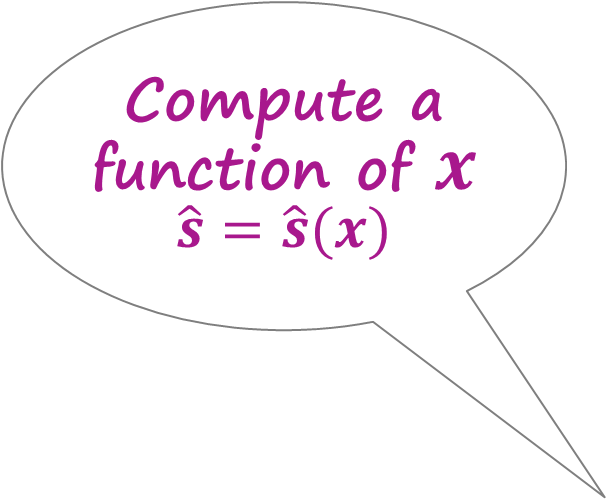 Compute a
function of x
ŝ = ŝ(x)